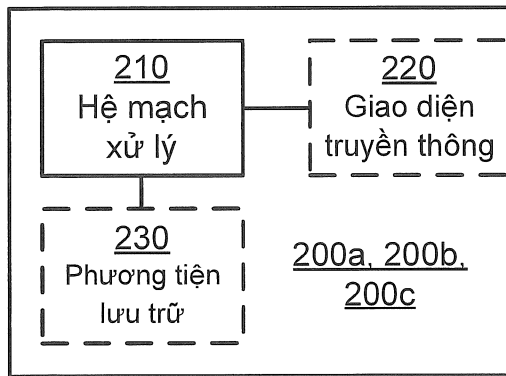 210
Hệ mạch
xử lý
220
Giao diện
truyền thông
230
Phương tiện
lưu trữ
200a, 200b,
200c